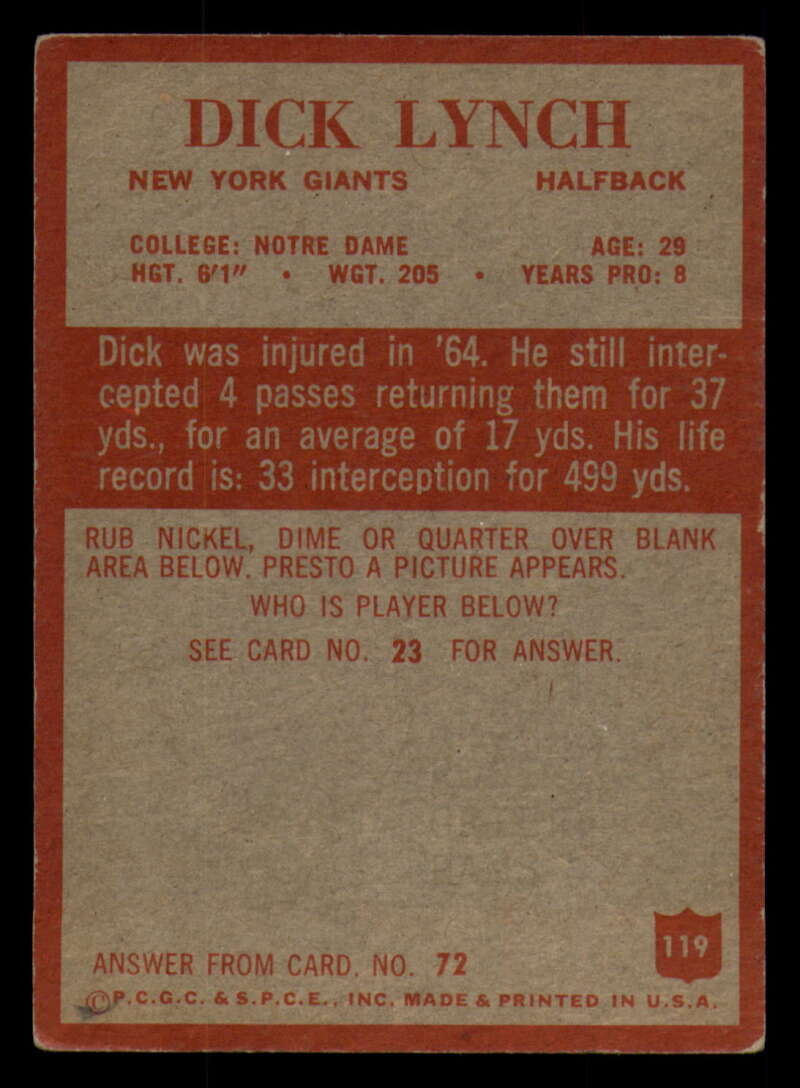 DICK LYNCH
NEW YORK GIANTS HALFBACK
COLLEGE: NOTRE DAME AGE: 29
HGT. 6'1" • WGT. 205 • YEARS PRO: 8
Dick was injured in '64. He still inter-
cepted 4 passes returning them for 37
yds., for an average of 17 yds. His life
record is: 33 interception for 499 yds.
RUB NICKEL, DIME OR QUARTER OVER BLANK
AREA BELOW. PRESTO A PICTURE APPEARS.
WHO IS PLAYER BELOW?
SEE CARD NO. 23 FOR ANSWER.
119
ANSWER FROM CARD. NO. 72
©P.C.G.C. & S.P.C.E., INC. MADE & PRINTED IN U.S.A.